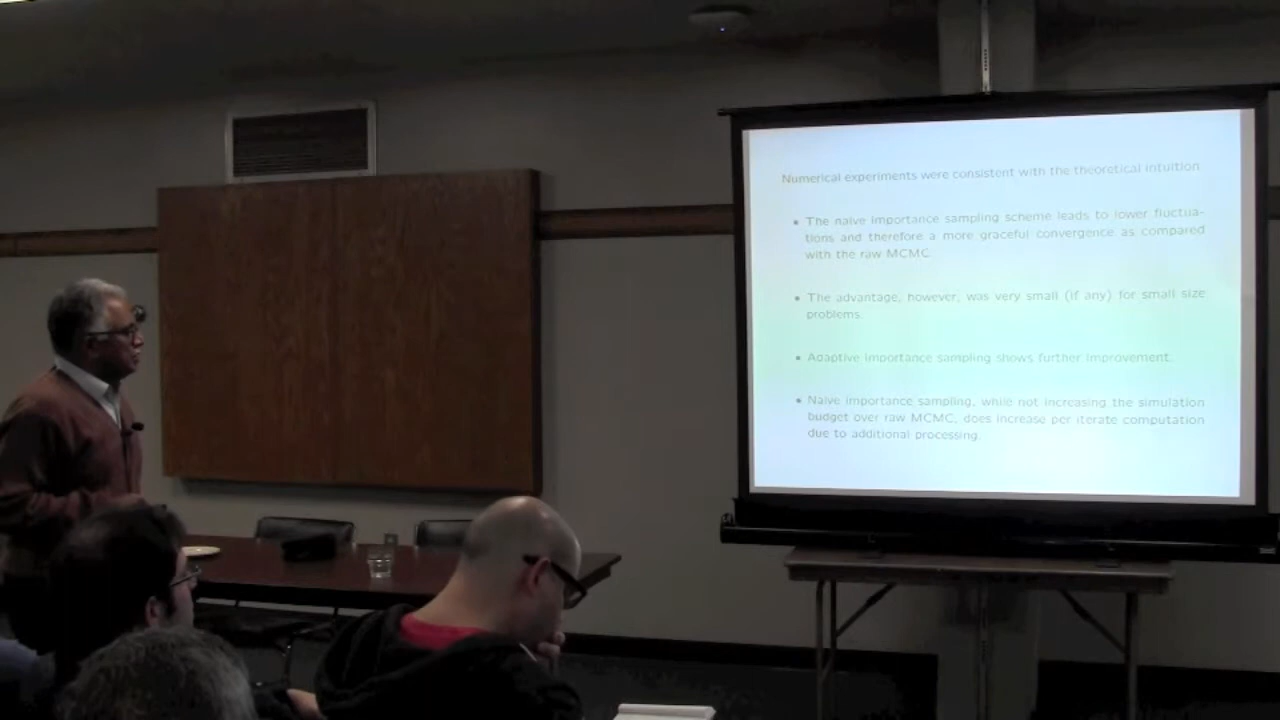 Numerical experiments were consistent with the theoretical intuition
• The naive importance sampling scheme leads to lower fluctua-
tions and therefore a more graceful convergence as compared
with the raw MCMC.
• The advantage, however, was very small (if any) for small size
problems.
• Adaptive importance sampling shows further improvement.
• Naive importance sampling, while not increasing the simulation
budget over raw MCMC, does increase per iterate computation
due to additional processing.